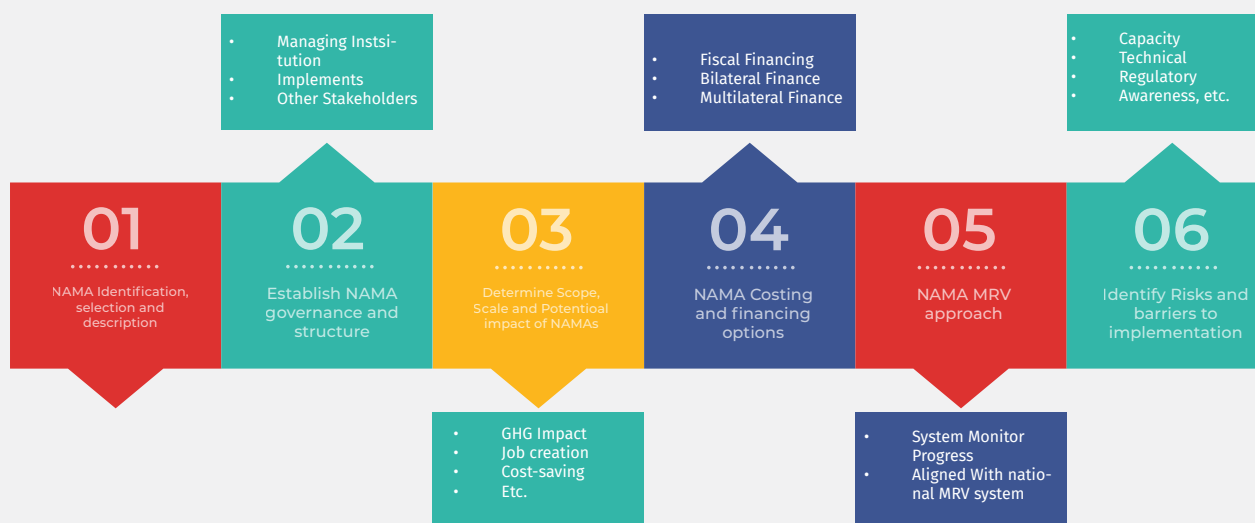 • Managing Instsi-
tution
• Implements
• Other Stakeholders
• Fiscal Financing
• Bilateral Finance
• Multilateral Finance
• Capacity
• Technical
• Regulatory
• Awareness, etc.
01
NAMA Identification,
selection and
description
02
Establish NAMA
governance and
structure
03
Determine Scope,
Scale and Potentioal
impact of NAMAs
04
NAMA Costing
and financing
options
05
NAMA MRV
approach
06
Identify Risks and
barriers to
implementation
• GHG Impact
• Job creation
• Cost-saving
• Etc.
• System Monitor
Progress
• Aligned With natio-
nal MRV system